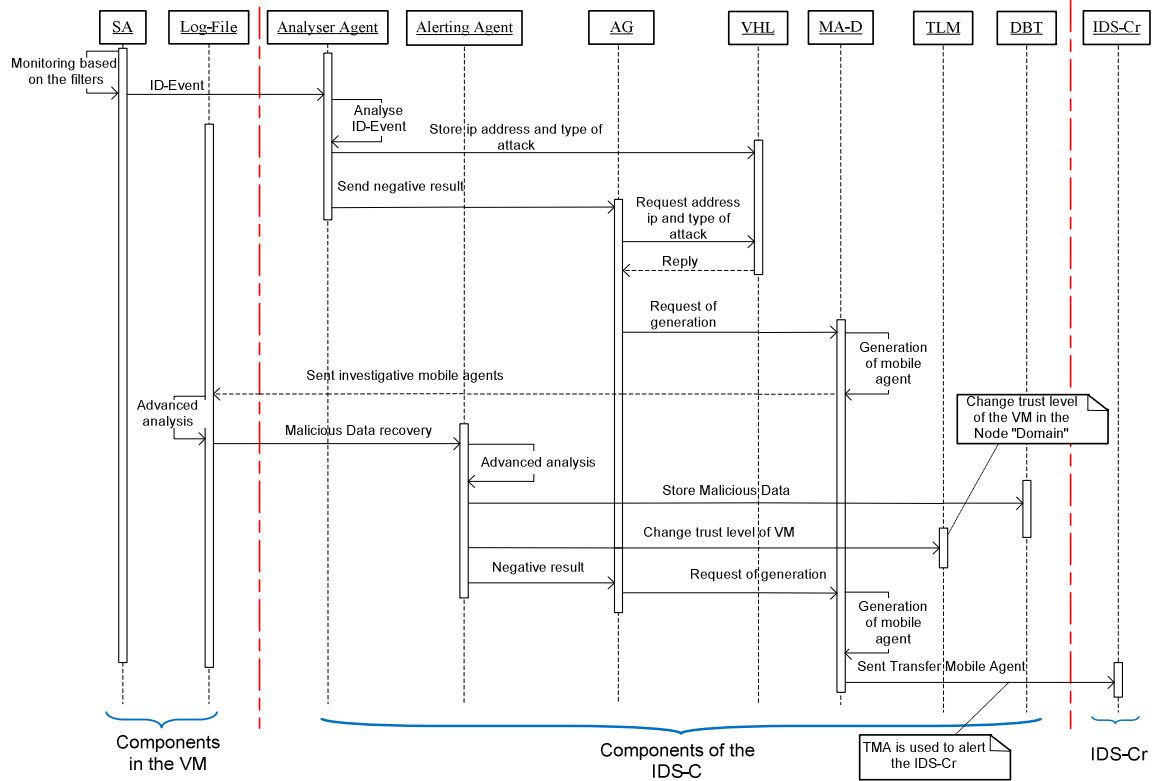 SA
Log-File
Analyser Agent
Alerting Agent
AG
VHL
MA-D
TLM
DBT
IDS-Cr
Monitoring based
on the filters
ID-Event
Analyse
ID-Event
Store ip address and type of
attack
Send negative result
Request address
ip and type of
attack
Reply
Request of
generation
Generation
of mobile
agent
Sent investigative mobile agents
Advanced
analysis
Change trust level
of the VM in the
Node "Domain"
Malicious Data recovery
Advanced analysis
Store Malicious Data
Change trust level of VM
Negative result
Request of generation
Generation
of mobile
agent
Sent Transfer Mobile Agent
Components
in the VM
Components of the
IDS-C
TMA is used to alert
the IDS-Cr
IDS-Cr